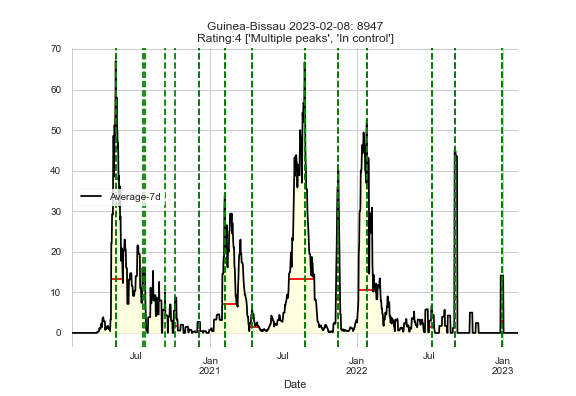 Guinea-Bissau 2023-02-08: 8947
Rating:4 ['Multiple peaks', 'In control']
70
60
50
40
30
20
10
0
Average-7d
Jul
Jan
2021
Jul
Jan
2022
Jul
Jan
2023
Date